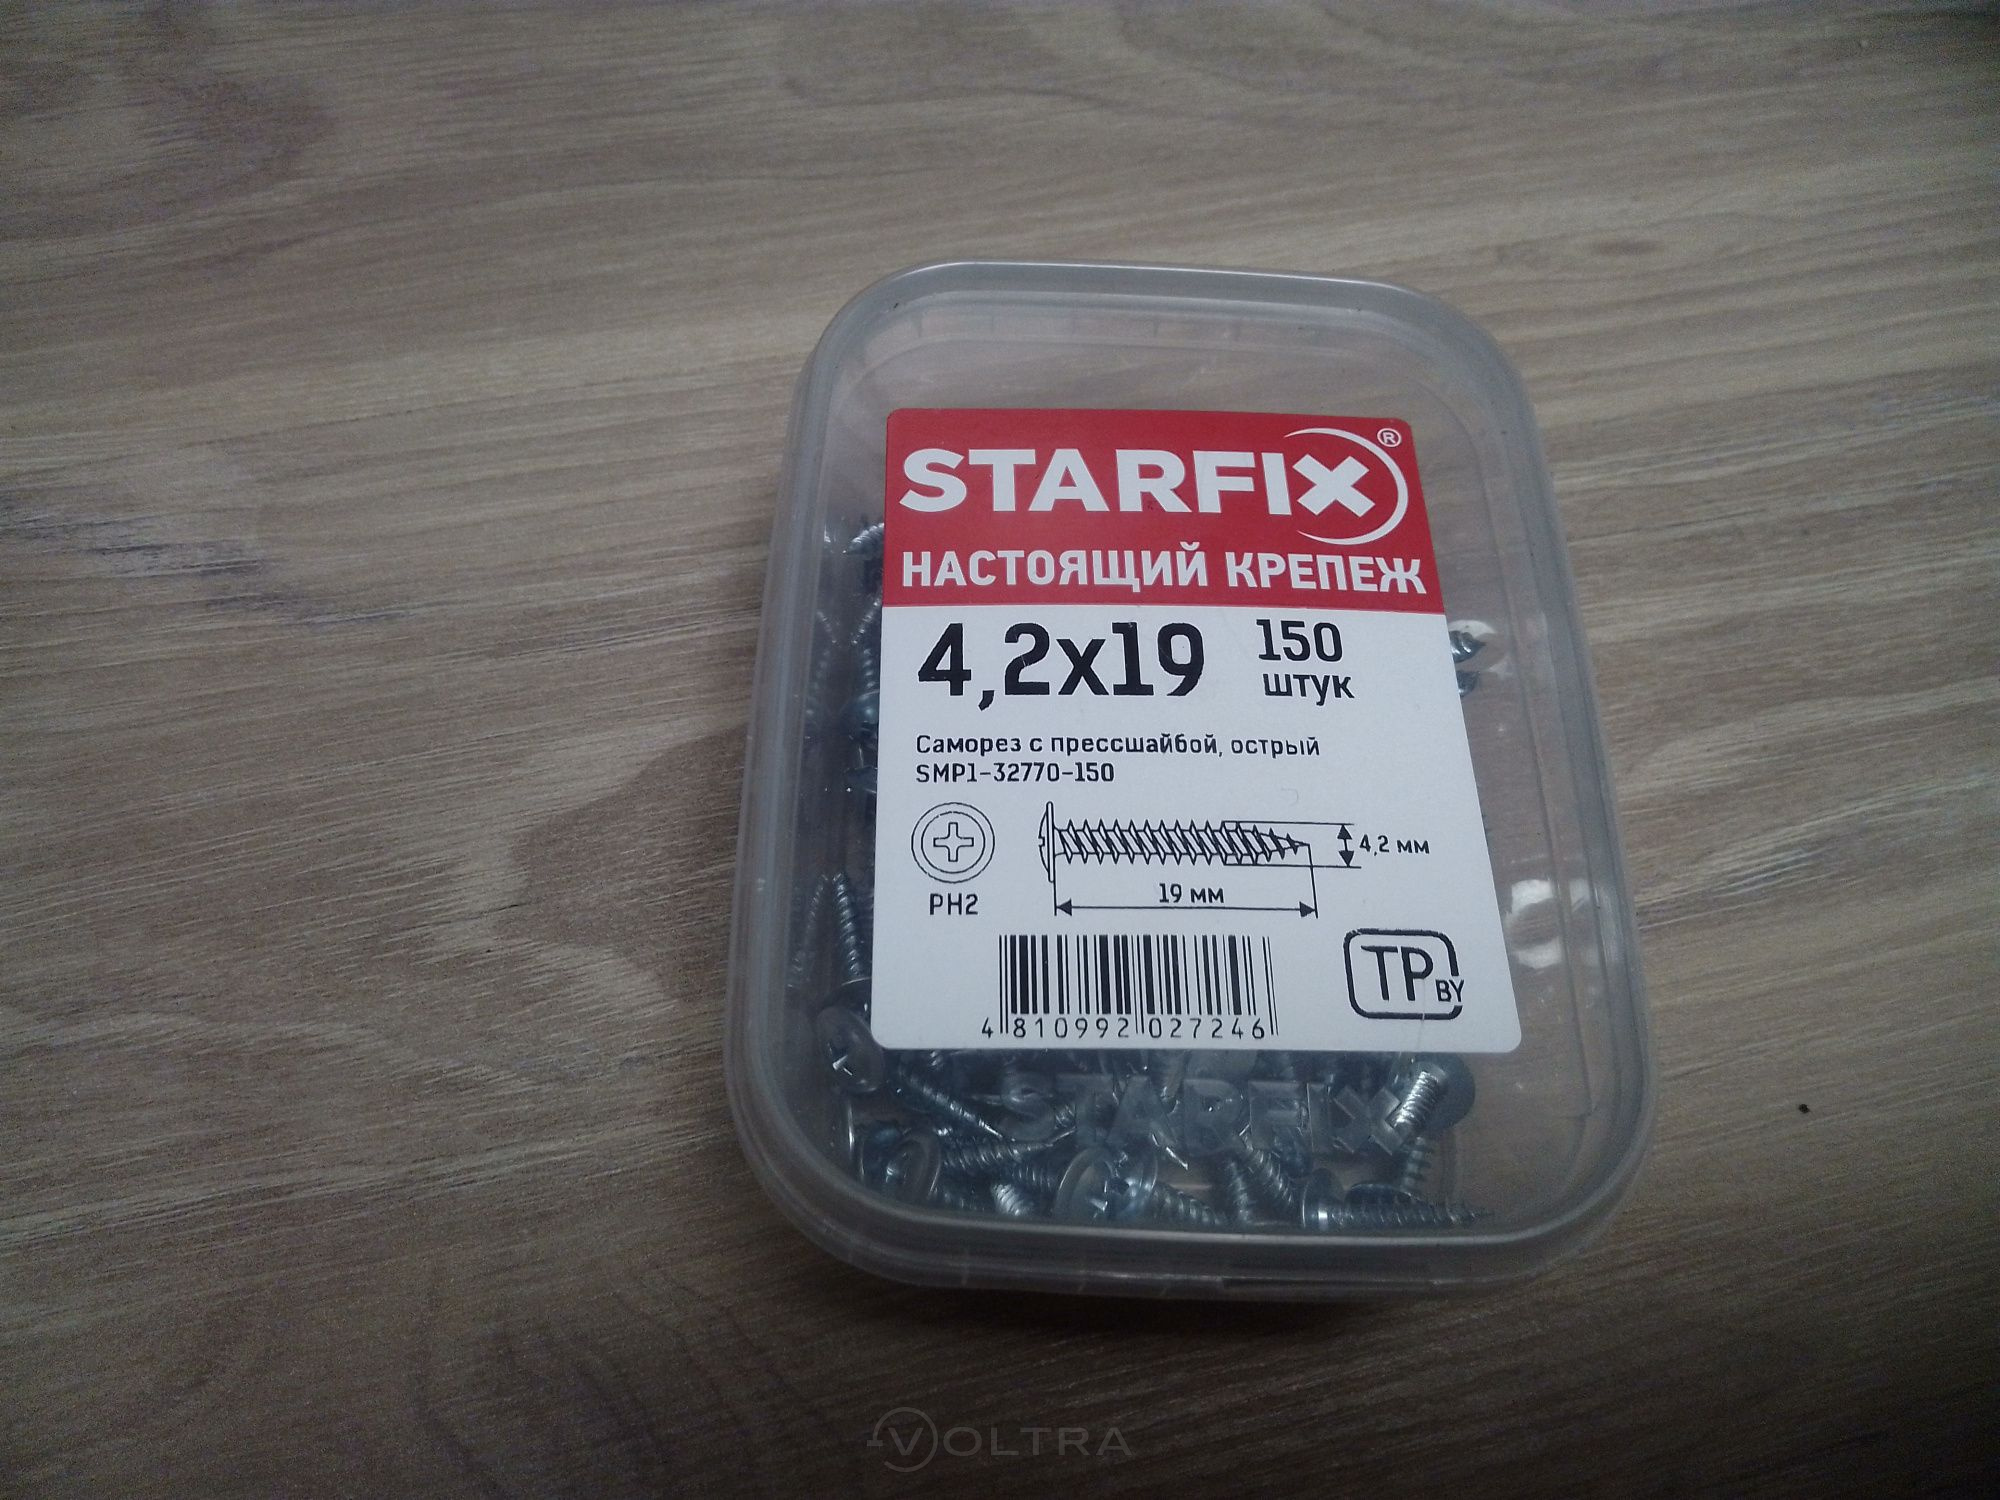 STARFIX®
НАСТОЯЩИЙ КРЕПЕЖ
4,2x19
150
штук
Саморез с прессшайбой, острый
SMP1-32770-150
PH2
4,2 мм
19 мм
4 810992 027246
TP BY
STARFIX
VOLTRA